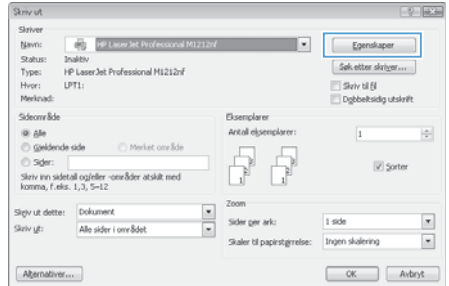 Skriv ut
Skriver
Navn: HP LaserJet Professional M1212nf
Egenskaper
Status: Inaktiv
Type: HP LaserJet Professional M1212nf
Søk etter skriver...
Hvor: LPT1:
Skriv til fil
Merknad:
Dobbeltsidig utskrift
Sideområde
Alle
Gjeldende side
Merket område
Sider:
Skriv inn sidetall og/eller -områder atskilt med
komma, f.eks. 1,3, 5–12
Eksemplarer
Antall eksemplarer: 1
Sorter
Skriv ut dette: Dokument
Skriv ut: Alle sider i området
Zoom
Sider per ark: 1 side
Skaler til papirstørrelse: Ingen skalering
Alternativer...
OK
Avbryt